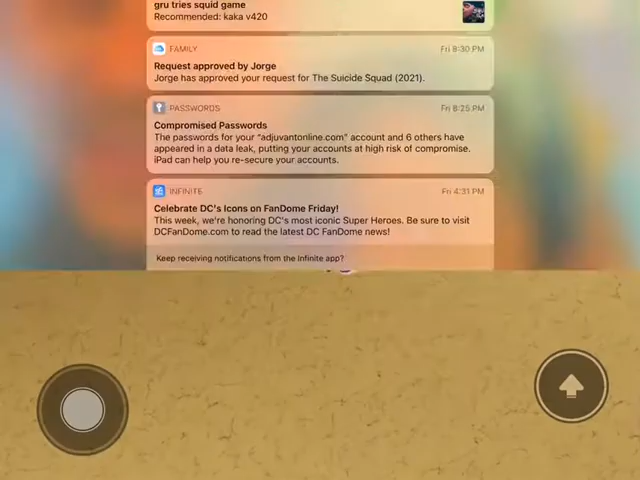 gru tries squid game
Recommended: kaka v420
FAMILY
Fri 8:30 PM
Request approved by Jorge
Jorge has approved your request for The Suicide Squad (2021).
PASSWORDS
Fri 8:25 PM
Compromised Passwords
The passwords for your "adjuvantonline.com" account and 6 others have
appeared in a data leak, putting your accounts at high risk of compromise.
iPad can help you re-secure your accounts.
INFINITE
Fri 4:31 PM
Celebrate DC's Icons on FanDome Friday!
This week, we're honoring DC's most iconic Super Heroes. Be sure to visit
DCFanDome.com to read the latest DC FanDome news!
Keep receiving notifications from the Infinite app?